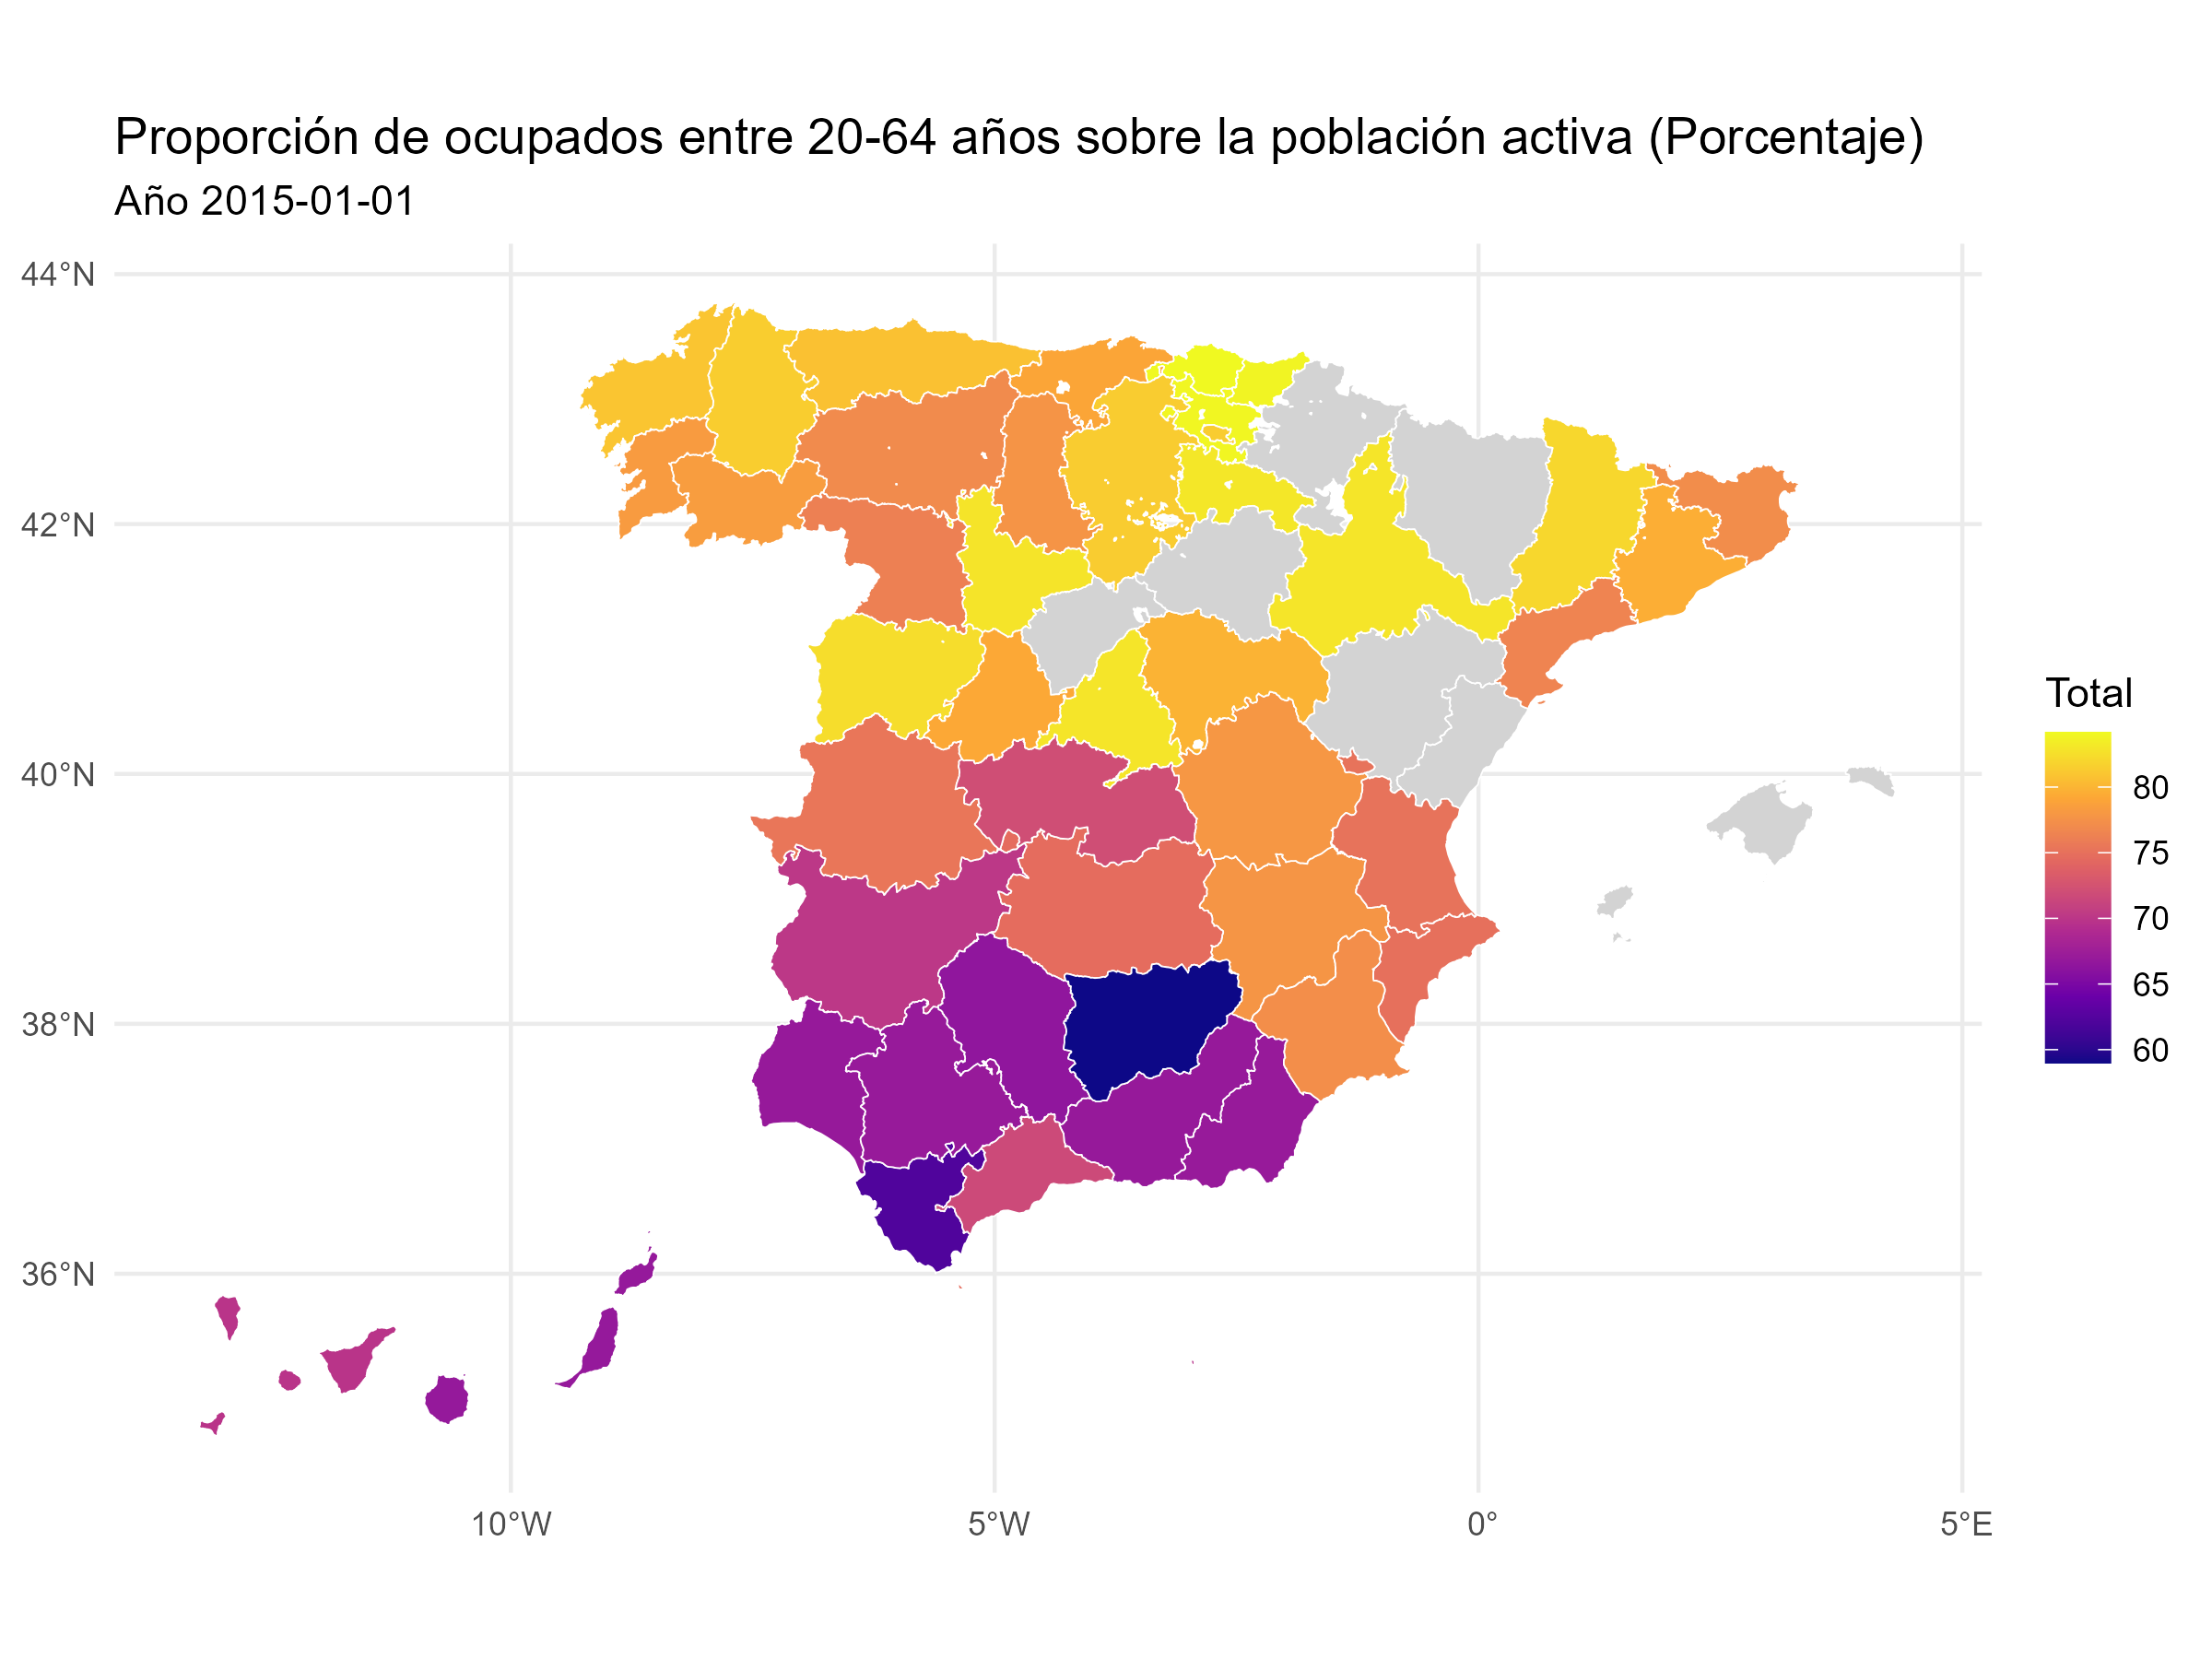 Proporción de ocupados entre 20-64 años sobre la población activa (Porcentaje)
Año 2015-01-01
44°N
42°N
40°N
38°N
36°N
10°W
5°W
0°
5°E
Total
80
75
70
65
60